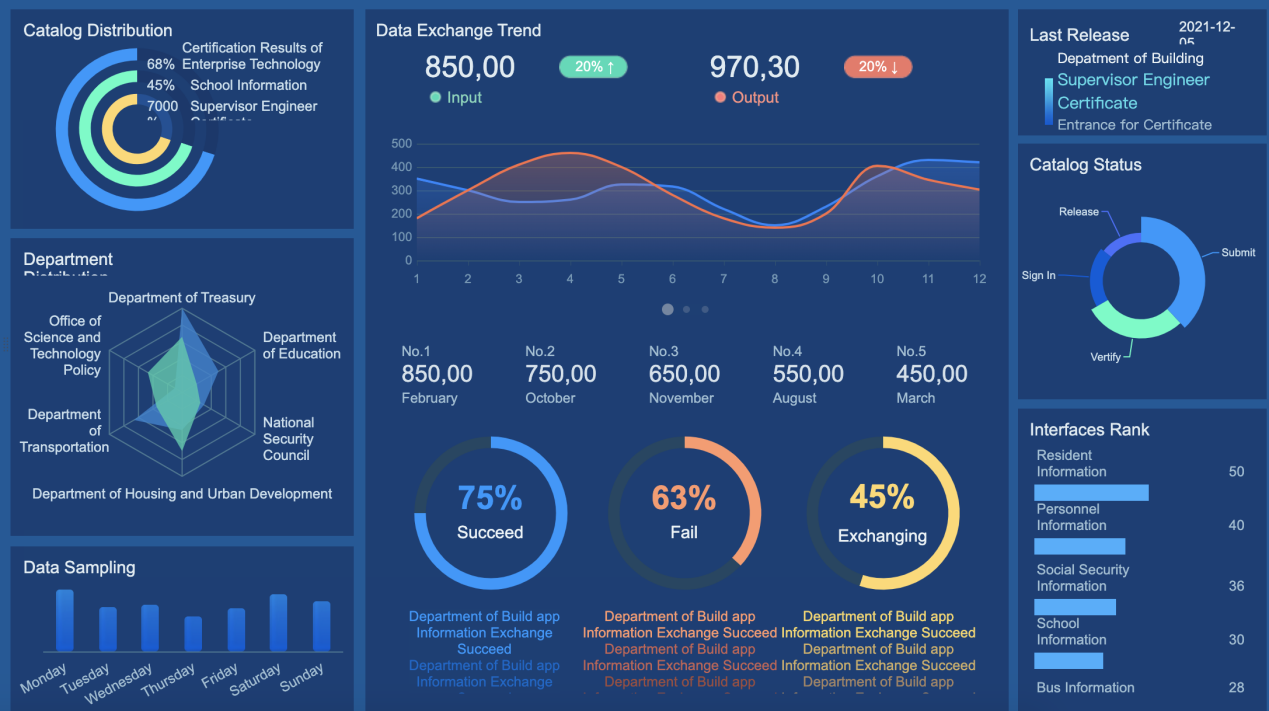 Catalog Distribution
68%
Certification Results of
Enterprise Technology
45%
School Information
7000
%
Supervisor Engineer
Certificate
Department
Distribution
Department of Treasury
Office of
Science and
Technology
Policy
Department
of Education
Department
of
Transportation
National
Security
Council
Department of Housing and Urban Development
Data Sampling
Monday
Tuesday
Wednesday
Thursday
Friday
Saturday
Sunday
Data Exchange Trend
850,00
20% ↑
970,30
20% ↓
Input
Output
500
400
300
200
100
0
1 2 3 4 5 6 7 8 9 10 11 12
No.1
850,00
February
No.2
750,00
October
No.3
650,00
November
No.4
550,00
August
No.5
450,00
March
75%
Succeed
63%
Fail
45%
Exchanging
Department of Build app
Information Exchange
Succeed
Department of Build app
Information Exchange
Department of Build app
Information Exchange Succeed
Department of Build app
Information Exchange Succeed
Department of Build app
Department of Build app
Information Exchange Succeed
Department of Build app
Information Exchange Succeed
Department of Build app
Last Release
2021-12-
05
Depatment of Building
Supervisor Engineer
Certificate
Entrance for Certificate
Catalog Status
Release
Submit
Sign In
Vertify
Interfaces Rank
Resident
Information
50
Personnel
Information
40
Social Security
Information
36
School
Information
30
Bus Information
28